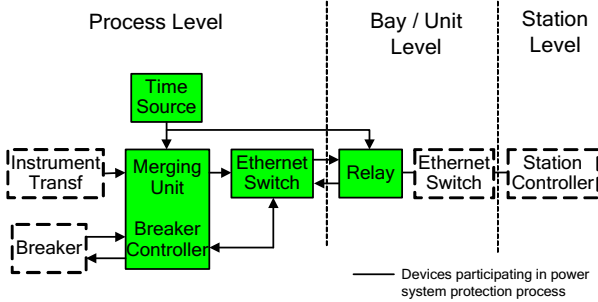 Process Level
Bay / Unit
Level
Station
Level
Time
Source
Instrument
Transf
Merging
Unit
Breaker
Controller
Ethernet
Switch
Relay
Ethernet
Switch
Station
Controller
Breaker
Devices participating in power
system protection process